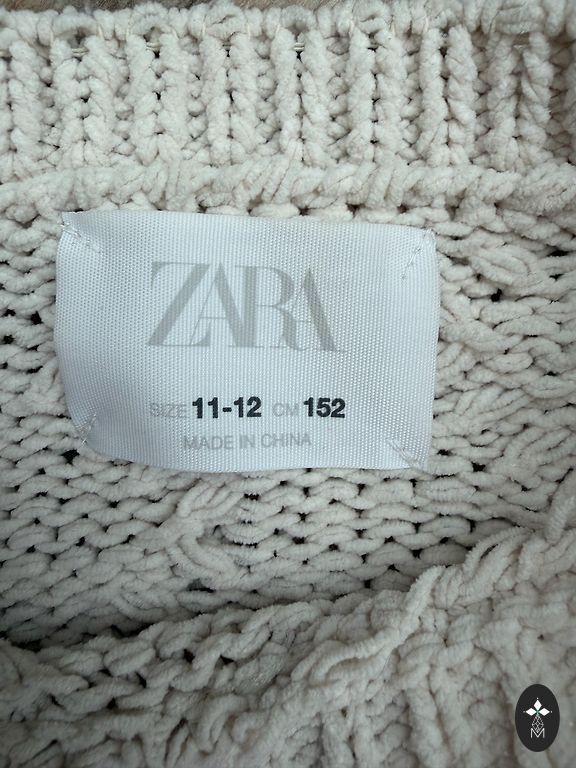 ZARA
SIZE 11-12 CM 152
MADE IN CHINA
M